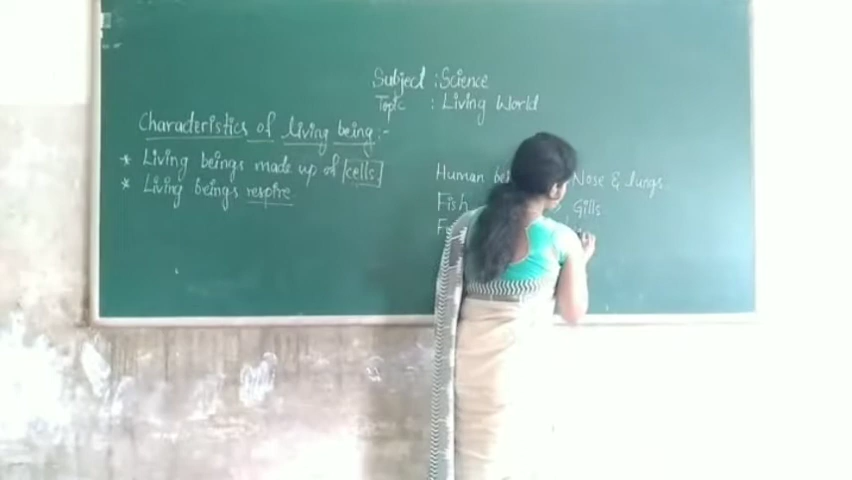 Subject : Science
Topic : Living World
Characteristics of living being :-
* Living beings made up of [cells]
* Living beings respire
Human Nose & lungs.
Fish Gills